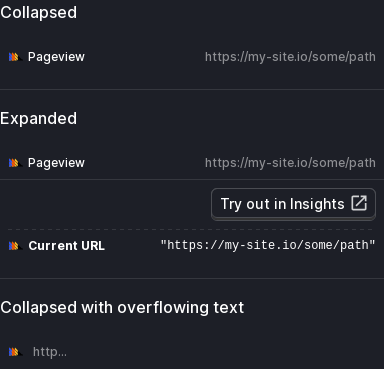 Collapsed
Pageview https://my-site.io/some/path
Expanded
Pageview https://my-site.io/some/path
Try out in Insights
Current URL "https://my-site.io/some/path"
Collapsed with overflowing text
http...